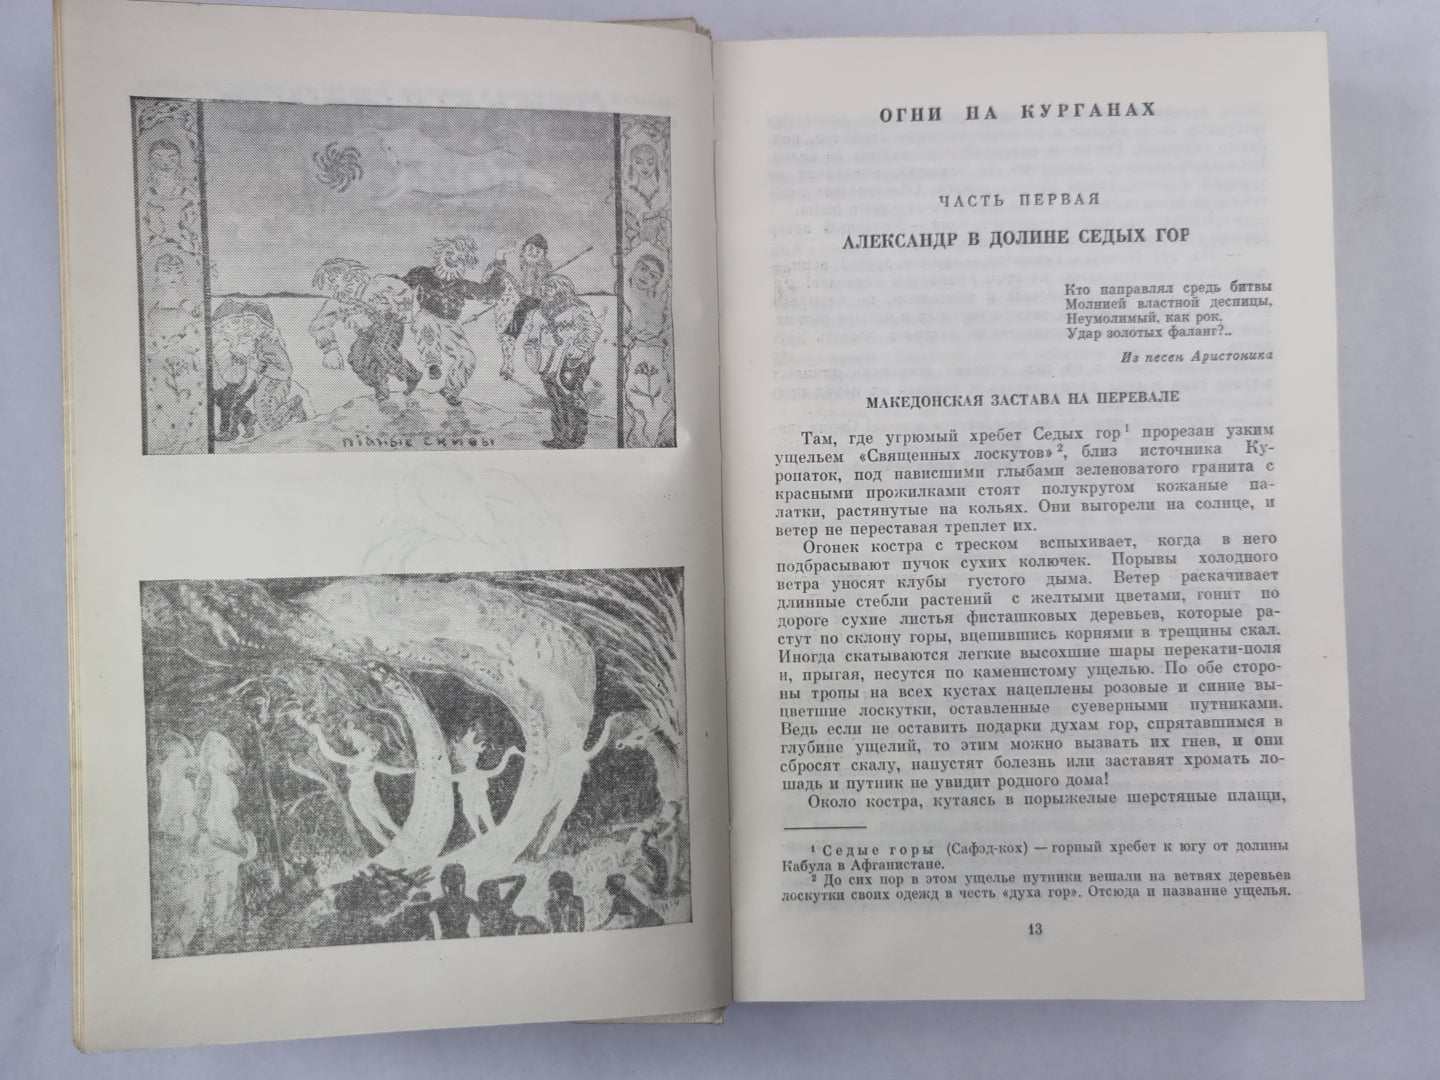 пьяные скифы
ОГНИ НА КУРГАНАХ
ЧАСТЬ ПЕРВАЯ
АЛЕКСАНДР В ДОЛИНЕ СЕДЫХ ГОР
Кто направлял средь битвы
Молнией властной десницы,
Неумолимый, как рок,
Удар золотых фаланг?..
Из песен Аристоника
МАКЕДОНСКАЯ ЗАСТАВА НА ПЕРЕВАЛЕ
Там, где угрюмый хребет Седых гор¹ прорезан узким
ущельем «Священных лоскутов»², близ источника Ку-
ропаток, под нависшими глыбами зеленоватого гранита с
красными прожилками стоят полукругом кожаные па-
латки, растянутые на кольях. Они выгорели на солнце, и
ветер не переставая треплет их.
Огонек костра с треском вспыхивает, когда в него
подбрасывают пучок сухих колючек. Порывы холодного
ветра уносят клубы густого дыма. Ветер раскачивает
длинные стебли растений с желтыми цветами, гонит по
дороге сухие листья фисташковых деревьев, которые ра-
стут по склону горы, вцепившись корнями в трещины скал.
Иногда скатываются легкие высохшие шары перекати-поля
и, прыгая, несутся по каменистому ущелью. По обе сторо-
ны тропы на всех кустах нацеплены розовые и синие вы-
цветшие лоскутки, оставленные суеверными путниками.
Ведь если не оставить подарки духам гор, спрятавшимся в
глубине ущелий, то этим можно вызвать их гнев, и они
сбросят скалу, напустят болезнь или заставят хромать ло-
шадь и путник не увидит родного дома!
Около костра, кутаясь в порыжелые шерстяные плащи,
¹ Седые горы (Сафэд-кох) — горный хребет к югу от долины
Кабула в Афганистане.
² До сих пор в этом ущелье путники вешали на ветвях деревьев
лоскутки своих одежд в честь «духа гор». Отсюда и название ущелья.
13